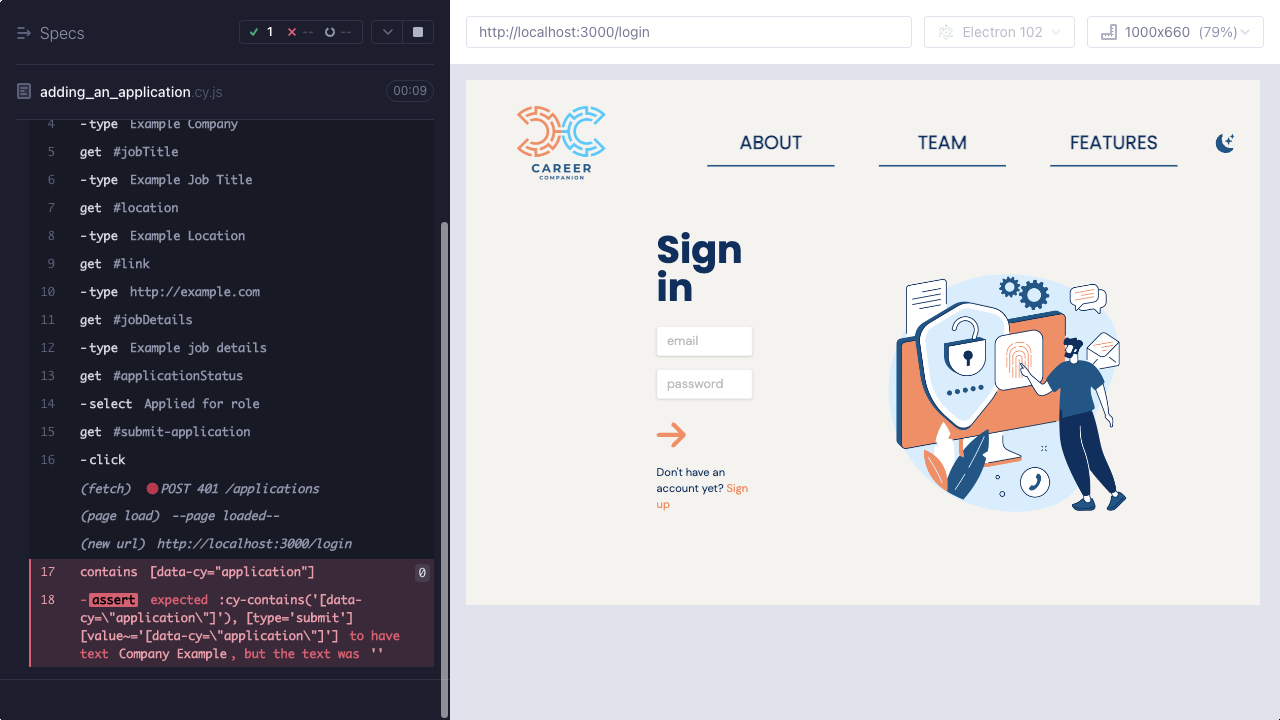 Specs
1
--
--
http://localhost:3000/login
Electron 102
1000x660 (79%)
adding_an_application.cy.js
00:09
4 -type Example Company
5 get #jobTitle
6 -type Example Job Title
7 get #location
8 -type Example Location
9 get #link
10 -type http://example.com
11 get #jobDetails
12 -type Example job details
13 get #applicationStatus
14 -select Applied for role
15 get #submit-application
16 -click
(fetch) POST 401 /applications
(page load) --page loaded--
(new url) http://localhost:3000/login
17 contains [data-cy="application"] 0
18 -assert expected :cy-contains('[data-
cy=\"application\"]'), [type='submit']
[value~='[data-cy=\"application\"]'] to have
text Company Example, but the text was ''
CAREER
COMPANION
ABOUT
TEAM
FEATURES
Sign
in
email
password
Don't have an
account yet? Sign
up